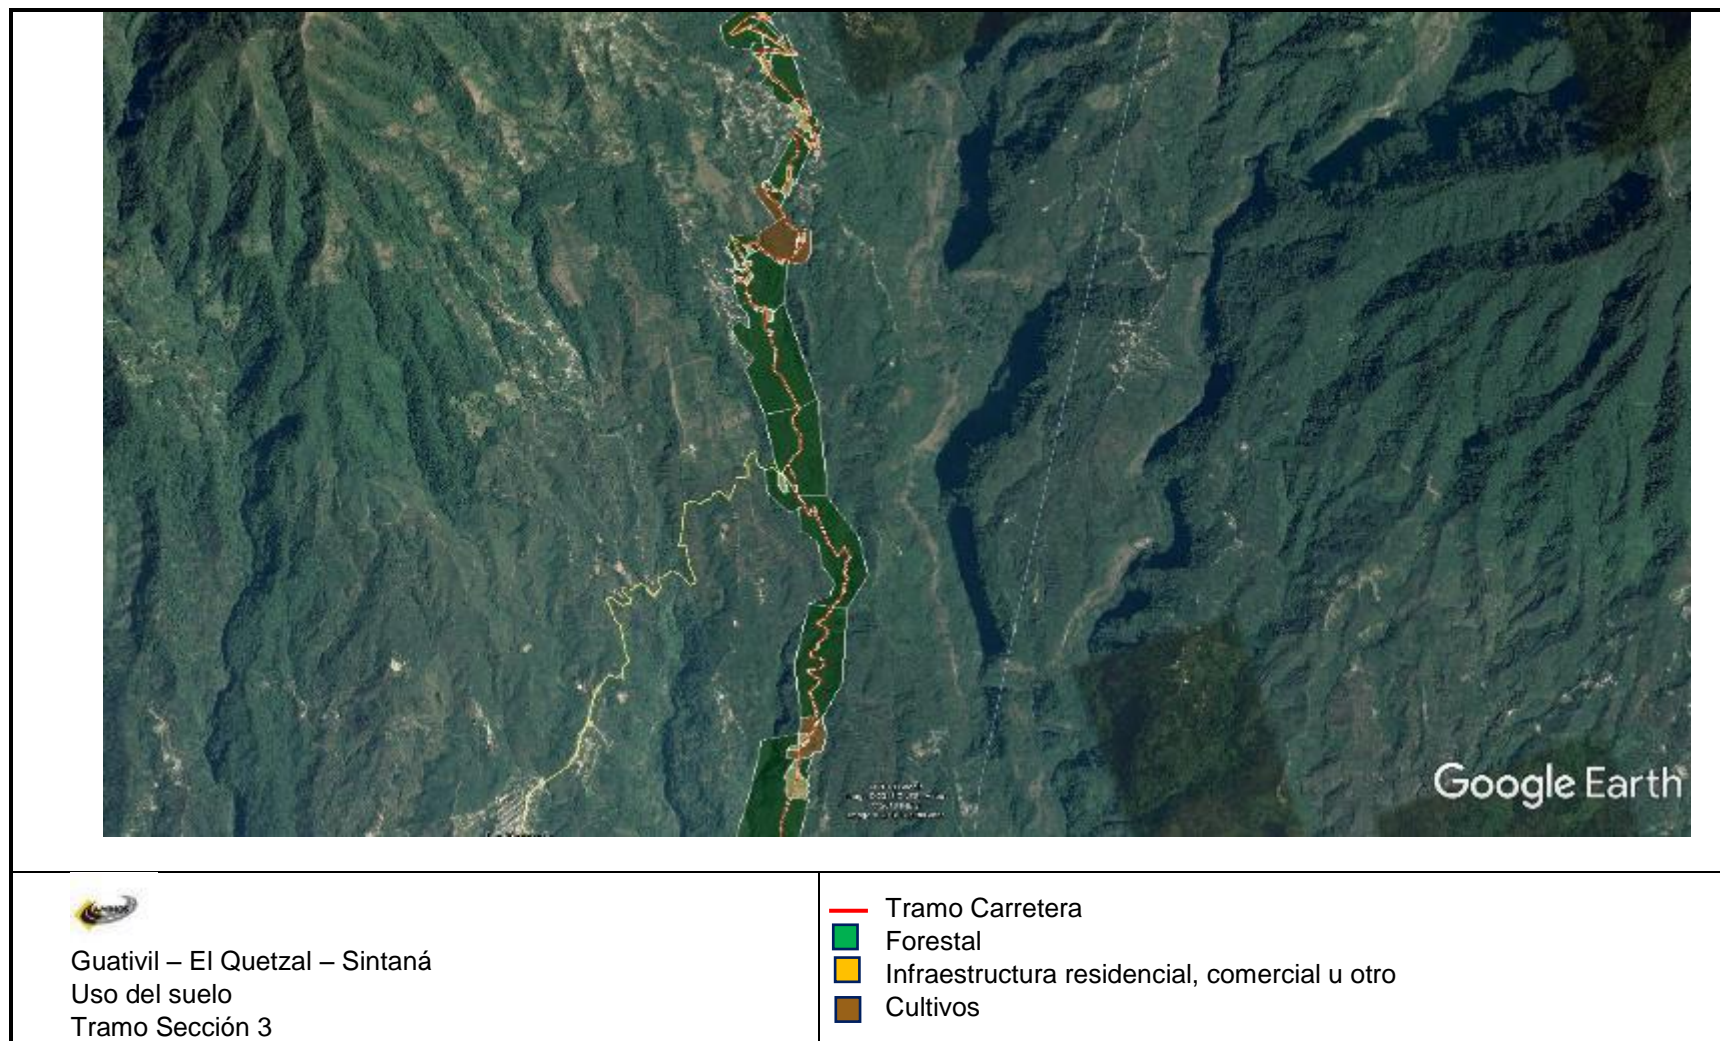 Google Earth
Guativil – El Quetzal – Sintaná
Uso del suelo
Tramo Sección 3
Tramo Carretera
Forestal
Infraestructura residencial, comercial u otro
Cultivos